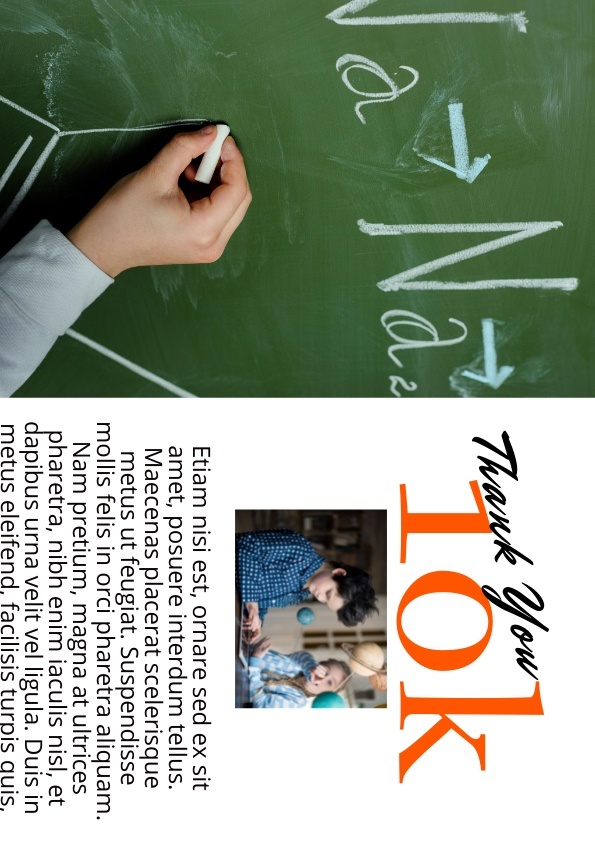 Na
Na2
Thank You
10k
Etiam nisi est, ornare sed ex sit
amet, posuere interdum tellus.
Maecenas placerat scelerisque
metus ut feugiat. Suspendisse
mollis felis in orci pharetra aliquam.
Nam pretium, magna at ultrices
pharetra, nibh enim iaculis nisl, et
dapibus urna velit vel ligula. Duis in
metus eleifend, facilisis turpis quis,